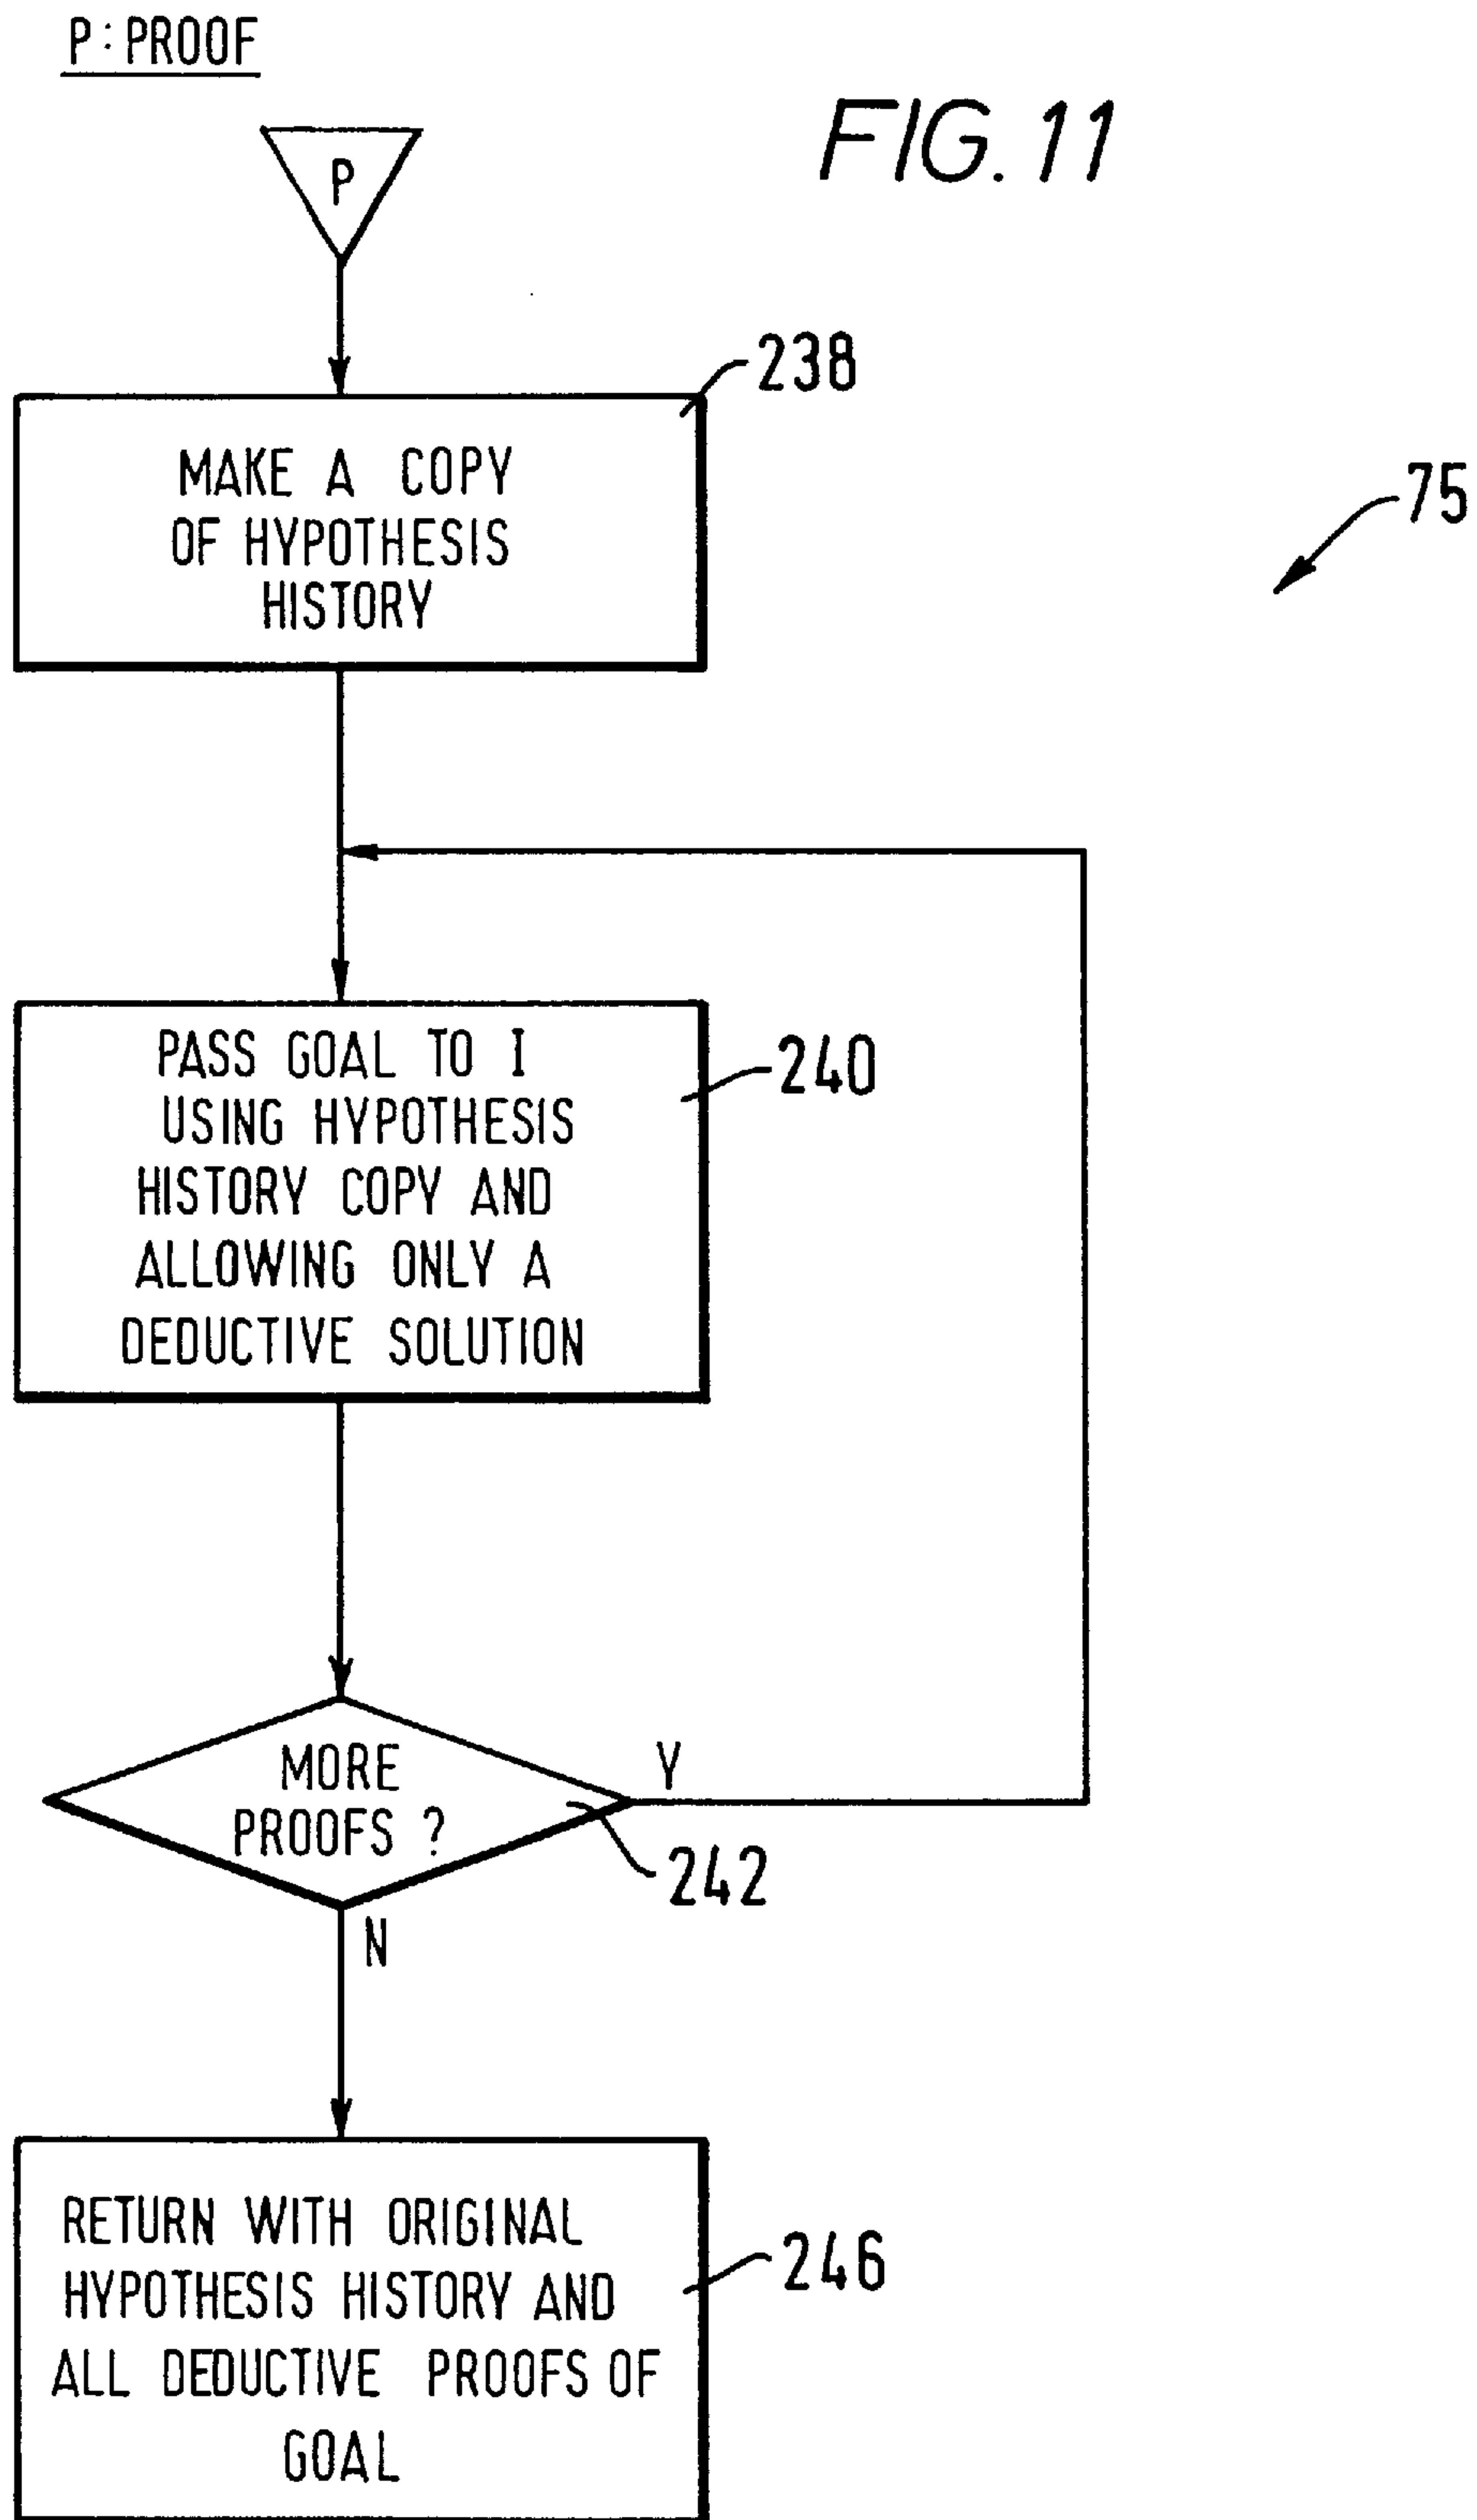 P: PROOF
FIG. 11
P
238
MAKE A COPY
OF HYPOTHESIS
HISTORY
75
PASS GOAL TO I
USING HYPOTHESIS
HISTORY COPY AND
ALLOWING ONLY A
DEDUCTIVE SOLUTION
240
MORE
PROOFS ?
Y
242
N
RETURN WITH ORIGINAL
HYPOTHESIS HISTORY AND
ALL DEDUCTIVE PROOFS OF
GOAL
246